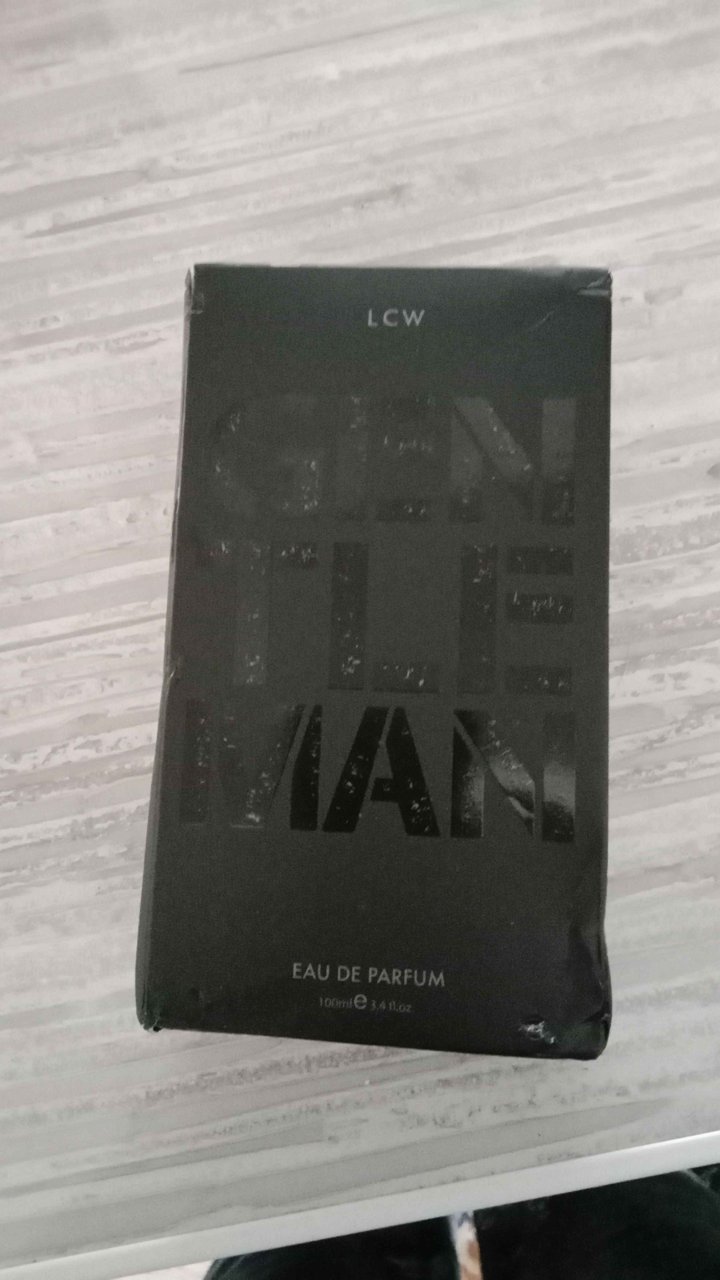 LCW
GEN
TLE
MAN
EAU DE PARFUM
100ml e 3.4 fl.oz